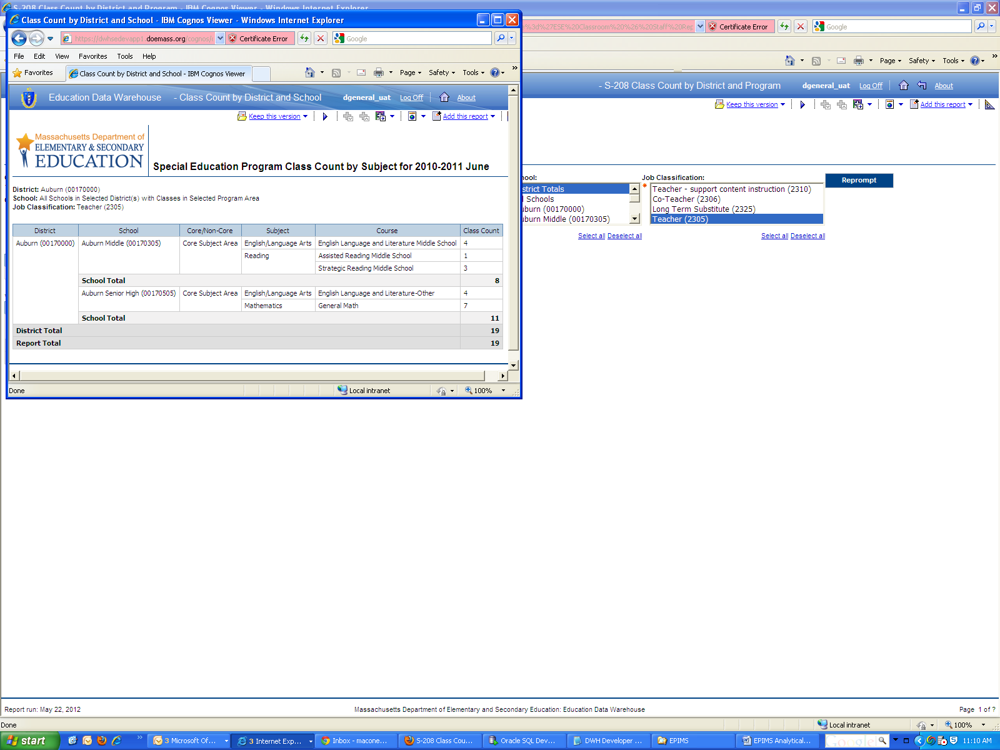 S-208 Class Count by District and Program - IBM Cognos Viewer - Windows Internet Explorer
Class Count by District and School - IBM Cognos Viewer - Windows Internet Explorer
https://dwhsedevapp1.doemass.org/cognos/ Certificate Error Google
e%3d%27ESE%20Classroom%20%26%20Staff%20Rep Certificate Error Google
File Edit View Favorites Tools Help
Favorites Class Count by District and School - IBM Cognos Viewer Page Safety Tools
Page Safety Tools
Education Data Warehouse - Class Count by District and School dgeneral_uat Log Off About
- S-208 Class Count by District and Program dgeneral_uat Log Off About
Keep this version Add this report
Keep this version Add this report
Massachusetts Department of
ELEMENTARY & SECONDARY
EDUCATION
Special Education Program Class Count by Subject for 2010-2011 June
District: Auburn (00170000)
School: All Schools in Selected District(s) with Classes in Selected Program Area
Job Classification: Teacher (2305)
District School Core/Non-Core Subject Course Class Count
Auburn (00170000) Auburn Middle (00170305) Core Subject Area English/Language Arts English Language and Literature Middle School 4
Reading Assisted Reading Middle School 1
Strategic Reading Middle School 3
School Total 8
Auburn Senior High (00170505) Core Subject Area English/Language Arts English Language and Literature-Other 4
Mathematics General Math 7
School Total 11
District Total 19
Report Total 19
Done Local intranet 100%
hool: Job Classification: Reprompt
strict Totals
l Schools
uburn (00170000)
uburn Middle (00170305)
Select all Deselect all
Teacher - support content instruction (2310)
Co-Teacher (2306)
Long Term Substitute (2325)
Teacher (2305)
Select all Deselect all
Report run: May 22, 2012 Massachusetts Department of Elementary and Secondary Education: Education Data Warehouse Page 1 of ?
Done Local intranet 100%
start 3 Microsoft Of... 3 Internet Exp... Inbox - macone... S-208 Class Cou... Oracle SQL Dev... DWH Developer ... EPIMS EPIMS Analytical... Google 11:10 AM